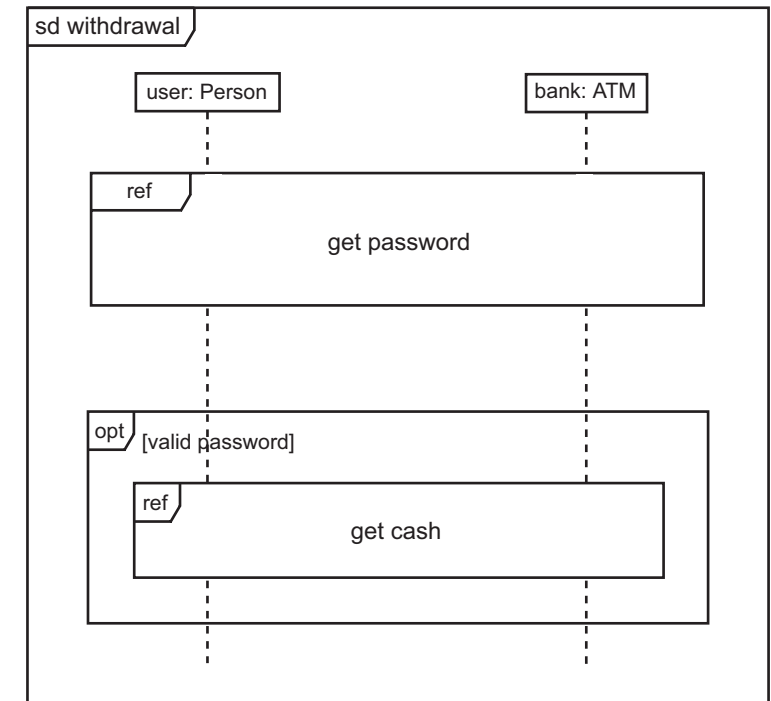 sd withdrawal
user: Person
bank: ATM
ref
get password
opt
[valid password]
ref
get cash